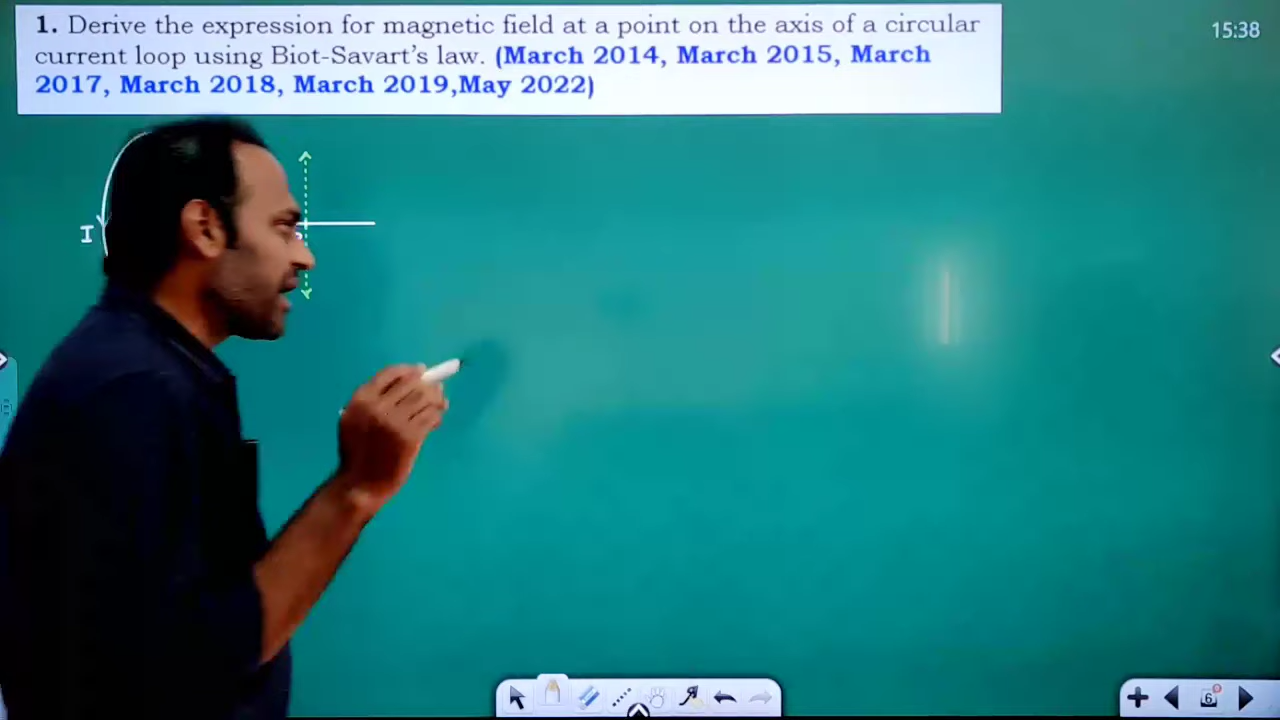 1. Derive the expression for magnetic field at a point on the axis of a circular
current loop using Biot-Savart's law. (March 2014, March 2015, March
2017, March 2018, March 2019,May 2022)
15:38
I
6